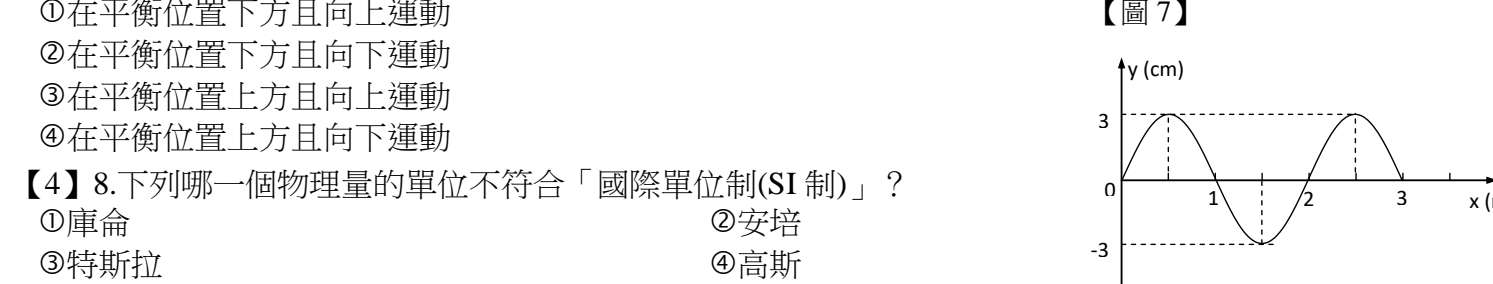 ①在平衡位置下方且向上運動
②在平衡位置下方且向下運動
③在平衡位置上方且向上運動
④在平衡位置上方且向下運動
【4】8.下列哪一個物理量的單位不符合「國際單位制(SI 制)」？
①庫侖 ②安培
③特斯拉 ④高斯
【圖 7】
y (cm)
3
0 1 2 3 x (
-3